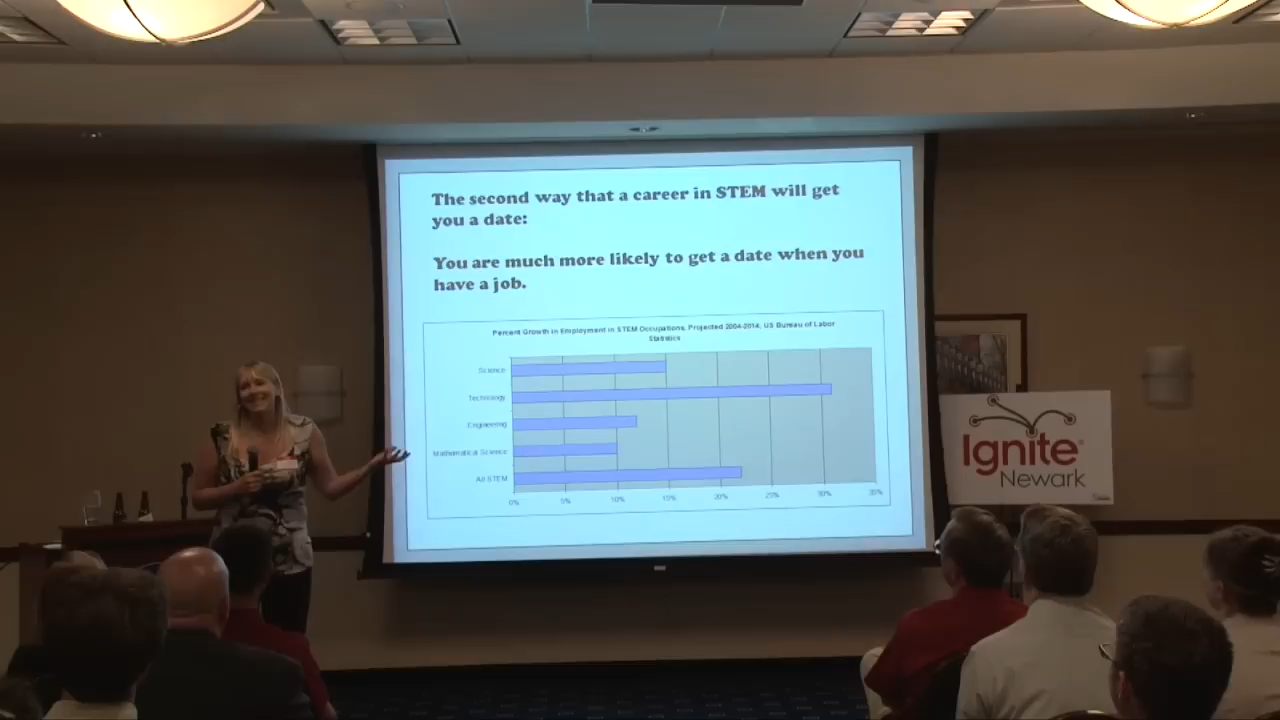 The second way that a career in STEM will get
you a date:
You are much more likely to get a date when you
have a job.
Percent Growth in Employment in STEM Occupations, Projected 2004-2014, US Bureau of Labor
Statistics
Science
Technology
Engineering
Mathematical Science
All STEM
0%
5%
10%
15%
20%
25%
30%
35%
Ignite
Newark